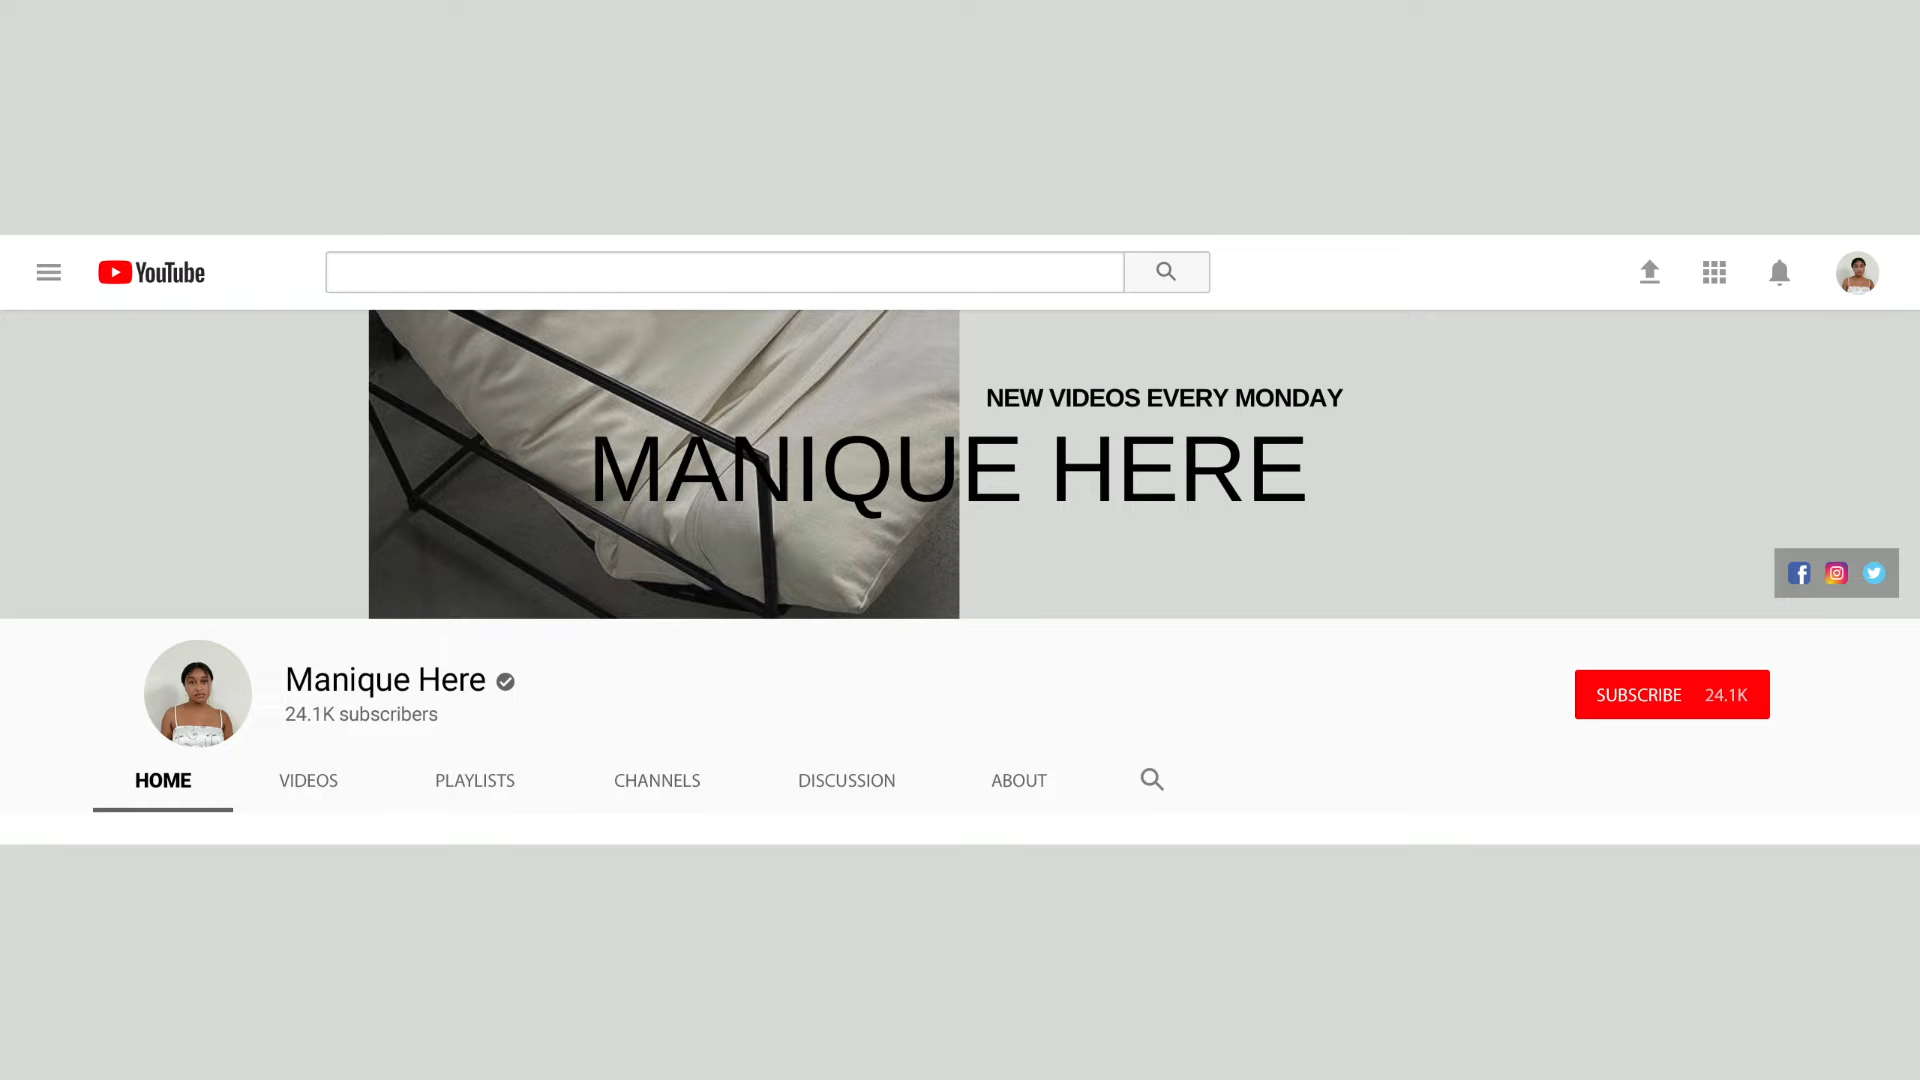 YouTube
NEW VIDEOS EVERY MONDAY
MANIQUE HERE
Manique Here
24.1K subscribers
SUBSCRIBE 24.1K
HOME VIDEOS PLAYLISTS CHANNELS DISCUSSION ABOUT